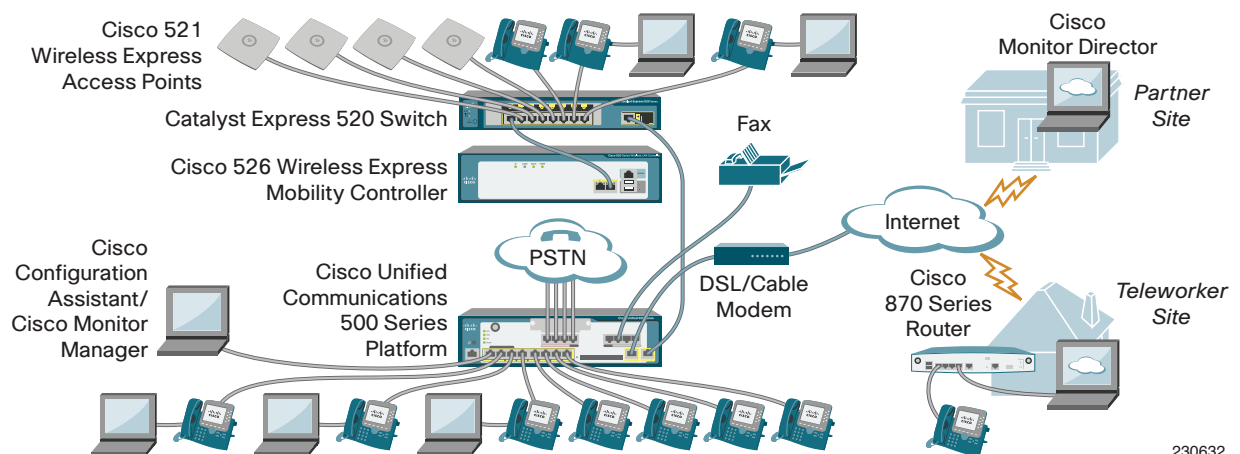 Cisco 521
Wireless Express
Access Points
Catalyst Express 520 Switch
Cisco 526 Wireless Express
Mobility Controller
Cisco
Configuration
Assistant/
Cisco Monitor
Manager
Cisco Unified
Communications
500 Series
Platform
PSTN
Fax
DSL/Cable
Modem
Internet
Cisco
Monitor Director
Partner
Site
Cisco
870 Series
Router
Teleworker
Site
230632